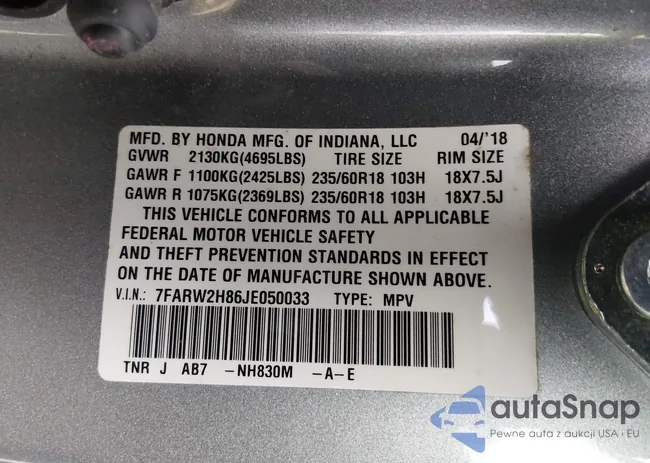 MFD. BY HONDA MFG. OF INDIANA, LLC 04/'18
GVWR 2130KG(4695LBS) TIRE SIZE RIM SIZE
GAWR F 1100KG(2425LBS) 235/60R18 103H 18X7.5J
GAWR R 1075KG(2369LBS) 235/60R18 103H 18X7.5J
THIS VEHICLE CONFORMS TO ALL APPLICABLE
FEDERAL MOTOR VEHICLE SAFETY
AND THEFT PREVENTION STANDARDS IN EFFECT
ON THE DATE OF MANUFACTURE SHOWN ABOVE.
V.I.N.: 7FARW2H86JE050033 TYPE: MPV
TNR J AB7 -NH830M -A-E
autaSnap
Pewne auta z aukcji USA i EU